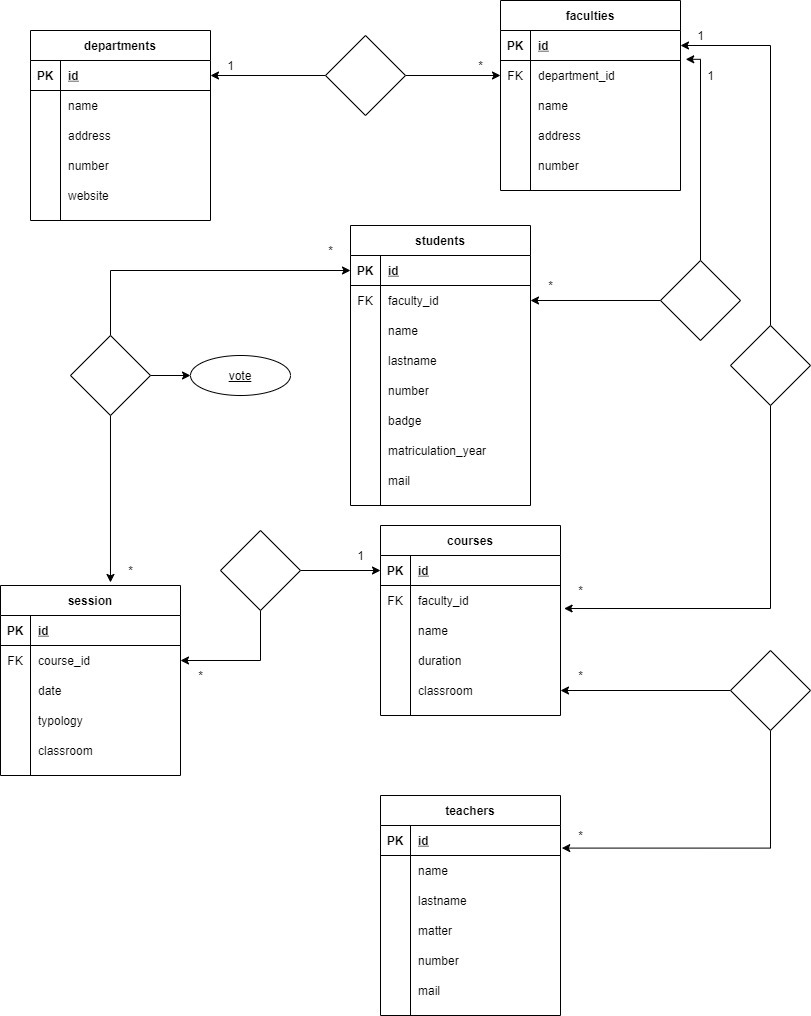 faculties
PK id
FK department_id
name
address
number
departments
PK id
name
address
number
website
1
*
1
1
students
PK id
FK faculty_id
name
lastname
number
badge
matriculation_year
mail
*
*
vote
courses
PK id
FK faculty_id
name
duration
classroom
1
*
*
*
session
PK id
FK course_id
date
typology
classroom
*
teachers
PK id
name
lastname
matter
number
mail
*